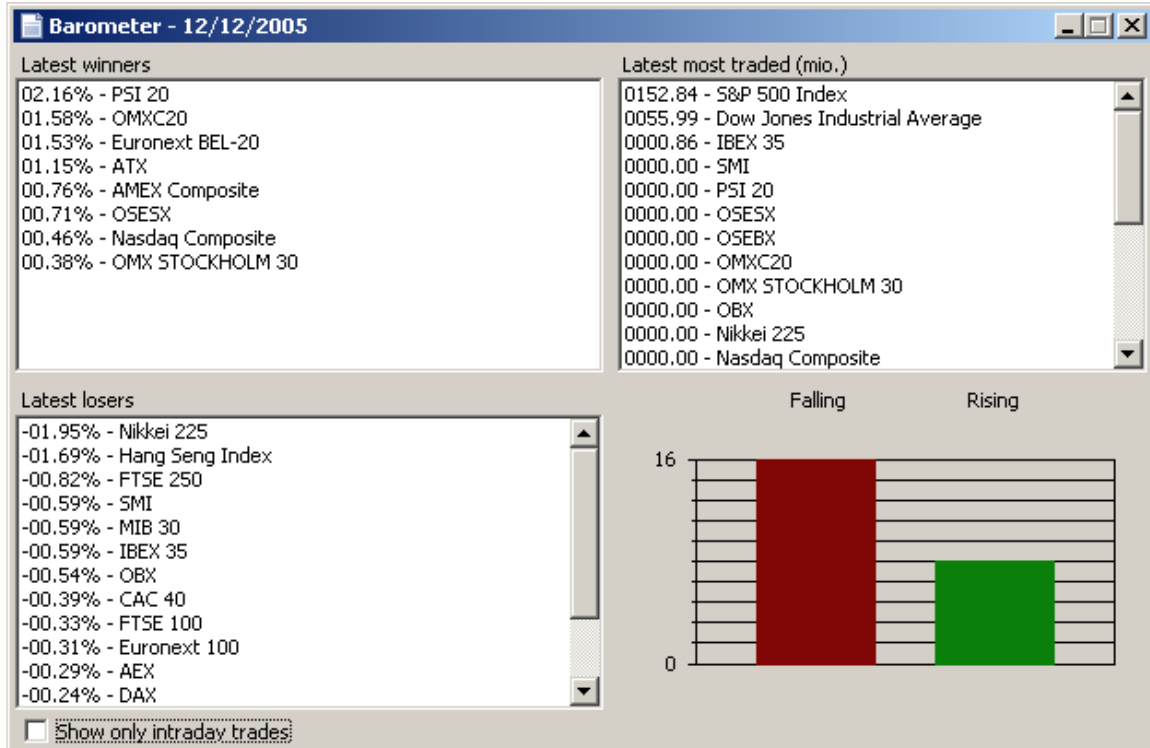 Barometer - 12/12/2005
Latest winners
02.16% - PSI 20
01.58% - OMXC20
01.53% - Euronext BEL-20
01.15% - ATX
00.76% - AMEX Composite
00.71% - OSESX
00.46% - Nasdaq Composite
00.38% - OMX STOCKHOLM 30
Latest most traded (mio.)
0152.84 - S&P 500 Index
0055.99 - Dow Jones Industrial Average
0000.86 - IBEX 35
0000.00 - SMI
0000.00 - PSI 20
0000.00 - OSESX
0000.00 - OSEBX
0000.00 - OMXC20
0000.00 - OMX STOCKHOLM 30
0000.00 - OBX
0000.00 - Nikkei 225
0000.00 - Nasdaq Composite
Latest losers
-01.95% - Nikkei 225
-01.69% - Hang Seng Index
-00.82% - FTSE 250
-00.59% - SMI
-00.59% - MIB 30
-00.59% - IBEX 35
-00.54% - OBX
-00.39% - CAC 40
-00.33% - FTSE 100
-00.31% - Euronext 100
-00.29% - AEX
-00.24% - DAX
Show only intraday trades
Falling Rising
16
0